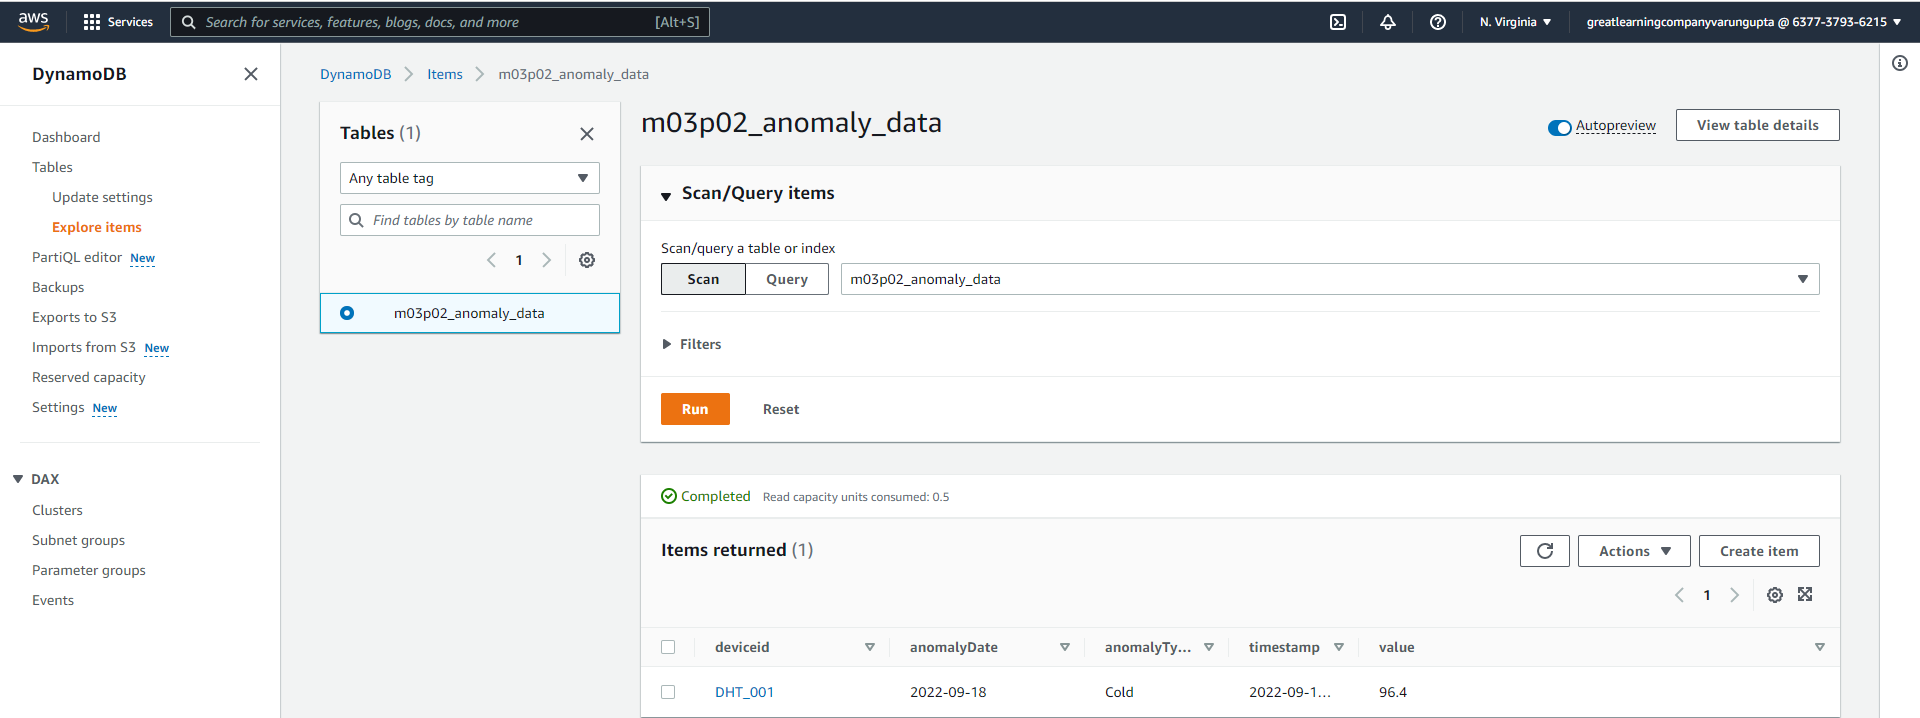 aws Services Search for services, features, blogs, docs, and more [Alt+S] N. Virginia greatlearningcompanyvarungupta @ 6377-3793-6215
DynamoDB
Dashboard
Tables
Update settings
Explore items
PartiQL editor New
Backups
Exports to S3
Imports from S3 New
Reserved capacity
Settings New
DAX
Clusters
Subnet groups
Parameter groups
Events
DynamoDB Items m03p02_anomaly_data
Tables (1)
Any table tag
Find tables by table name
1
m03p02_anomaly_data
m03p02_anomaly_data
Autopreview View table details
Scan/Query items
Scan/query a table or index
Scan Query m03p02_anomaly_data
Filters
Run Reset
Completed Read capacity units consumed: 0.5
Items returned (1)
Actions Create item
1
deviceid anomalyDate anomalyTy... timestamp value
DHT_001 2022-09-18 Cold 2022-09-1... 96.4